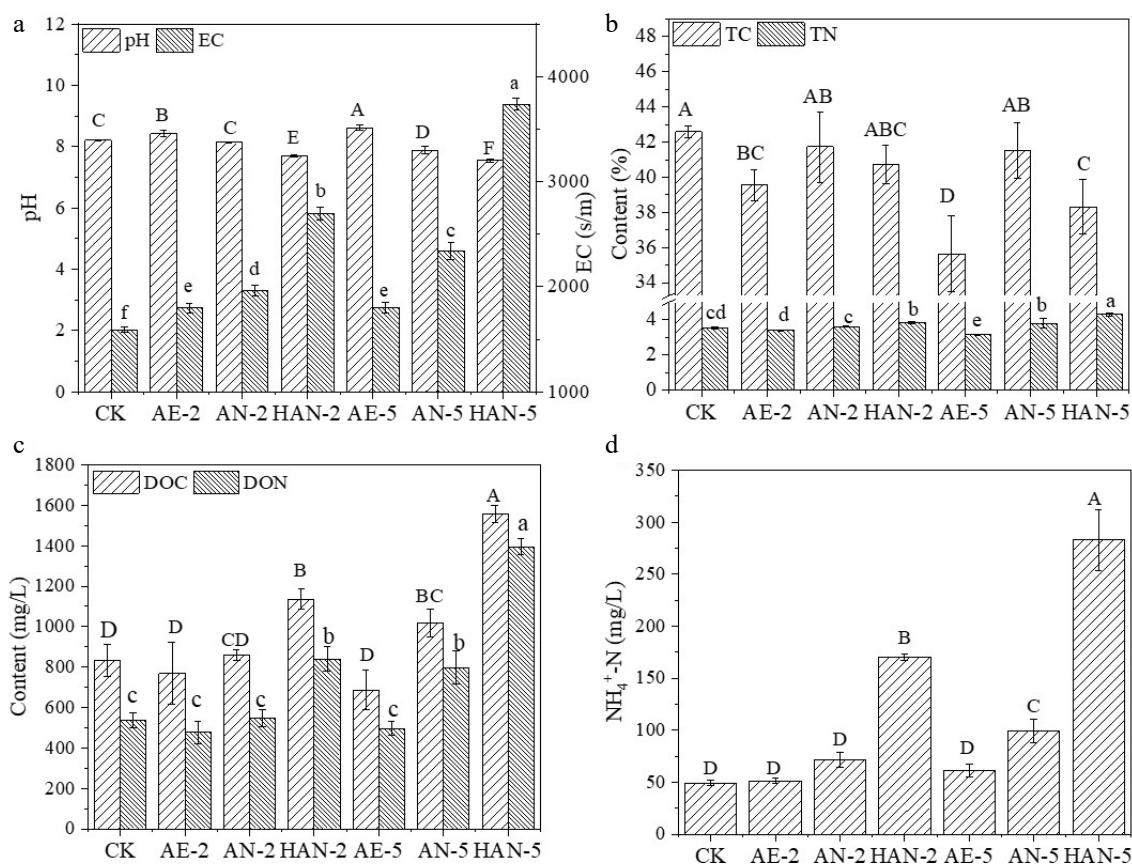 a
pH EC
12
10
8
6
4
2
0
pH
4000
3000
2000
1000
EC (s/m)
C B C E A D F
f e d b e c a
CK AE-2 AN-2 HAN-2 AE-5 AN-5 HAN-5
b
TC TN
48
46
44
42
40
38
36
34
4
2
0
Content (%)
A BC AB ABC D AB C
cd d c b e b a
CK AE-2 AN-2 HAN-2 AE-5 AN-5 HAN-5
c
DOC DON
1800
1600
1400
1200
1000
800
600
400
200
0
Content (mg/L)
D D CD B D BC A
c c c b c b a
CK AE-2 AN-2 HAN-2 AE-5 AN-5 HAN-5
d
350
300
250
200
150
100
50
0
NH₄⁺-N (mg/L)
D D D B D C A
CK AE-2 AN-2 HAN-2 AE-5 AN-5 HAN-5